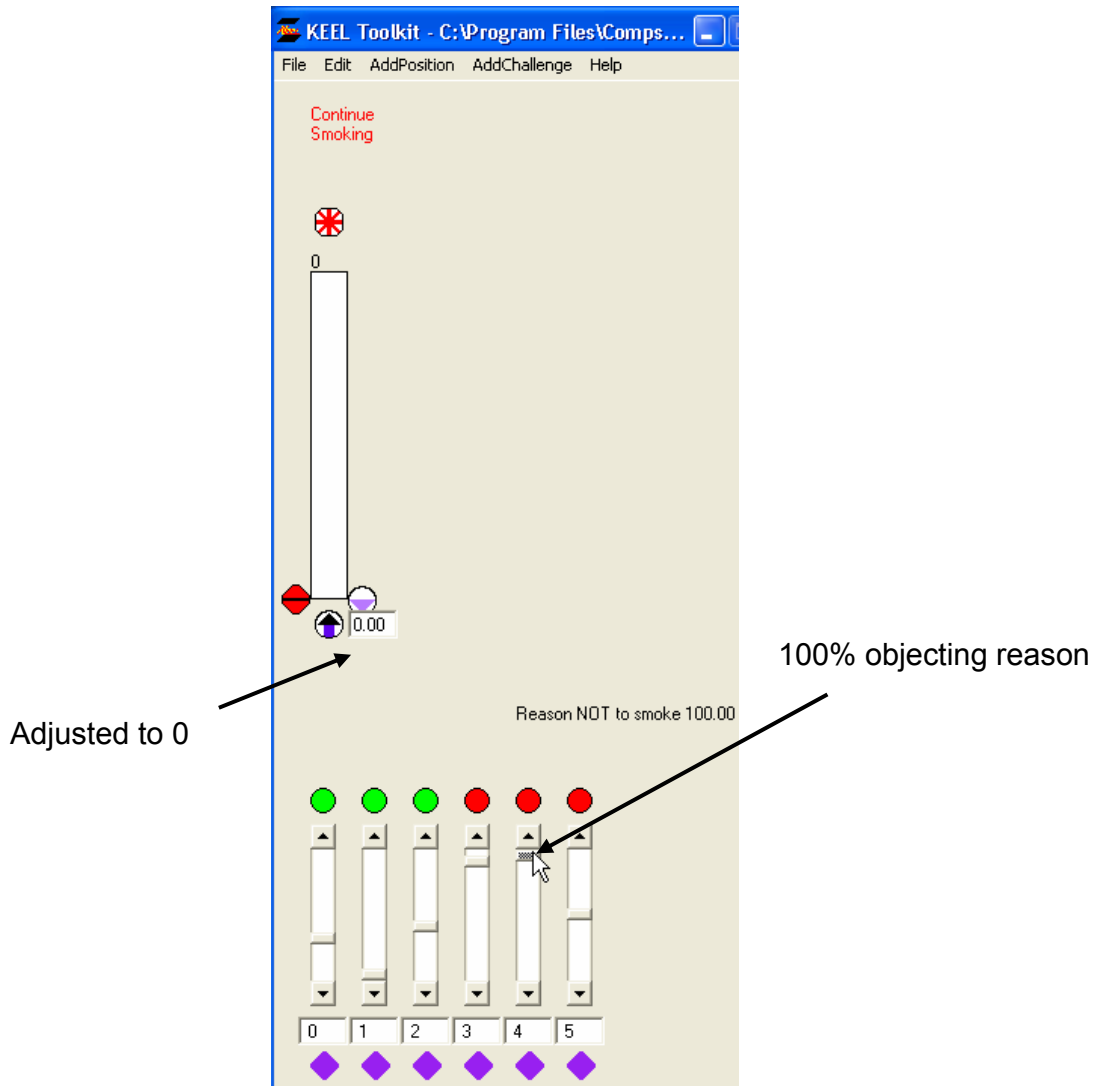 KEEL Toolkit - C:\Program Files\Comps...
File Edit AddPosition AddChallenge Help
Continue
Smoking
0
0.00
100% objecting reason
Reason NOT to smoke 100.00
Adjusted to 0
0 1 2 3 4 5